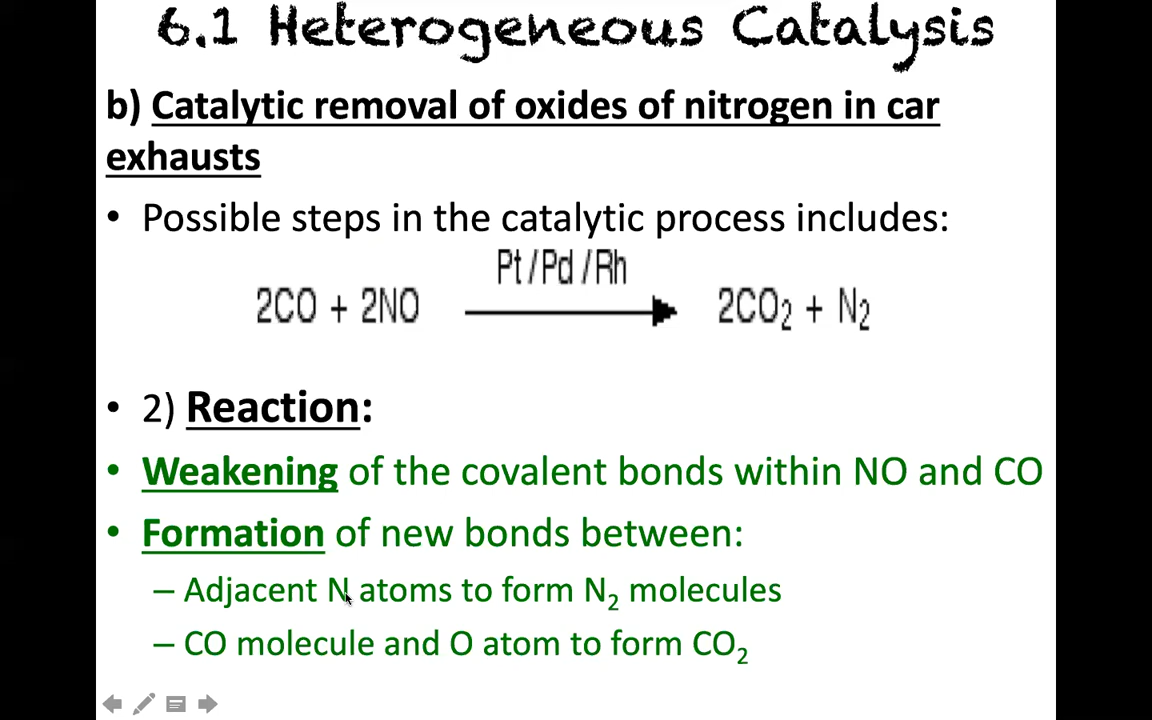 6.1 Heterogeneous Catalysis
b) Catalytic removal of oxides of nitrogen in car
exhausts
• Possible steps in the catalytic process includes:
Pt/Pd/Rh
2CO + 2NO → 2CO₂ + N₂
• 2) Reaction:
• Weakening of the covalent bonds within NO and CO
• Formation of new bonds between:
– Adjacent N atoms to form N₂ molecules
– CO molecule and O atom to form CO₂